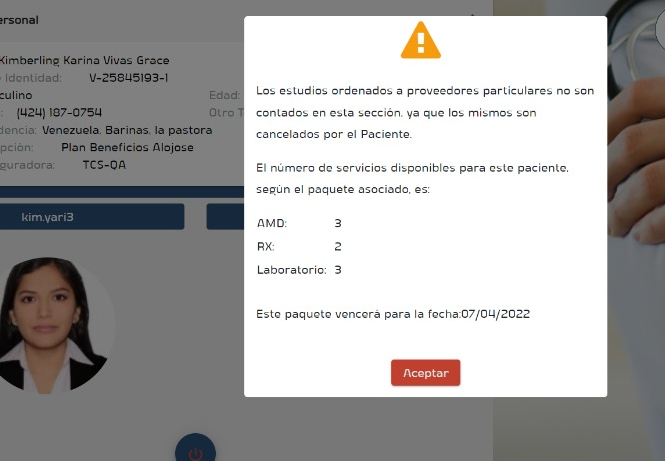 ersonal
Kimberling Karina Vivas Grace
Identidad: V-25845193-1
culino Edad:
: (424) 187-0754 Otro T
dencia: Venezuela, Barinas, la pastora
pción: Plan Beneficios Alojose
guradora: TCS-QA
kim.yari3
Los estudios ordenados a proveedores particulares no son
contados en esta sección, ya que los mismos son
cancelados por el Paciente.
El número de servicios disponibles para este paciente,
según el paquete asociado, es:
AMD: 3
RX: 2
Laboratorio: 3
Este paquete vencerá para la fecha:07/04/2022
Aceptar